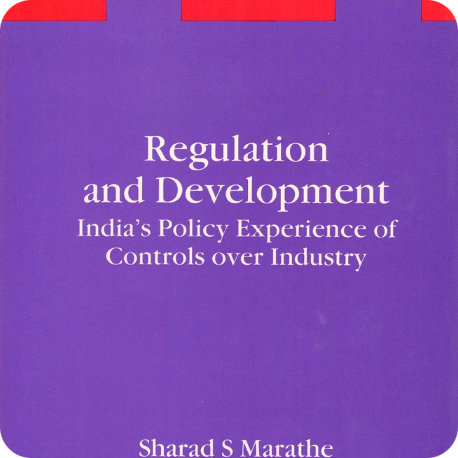 Regulation
and Development
India's Policy Experience of
Controls over Industry
Sharad S Marathe